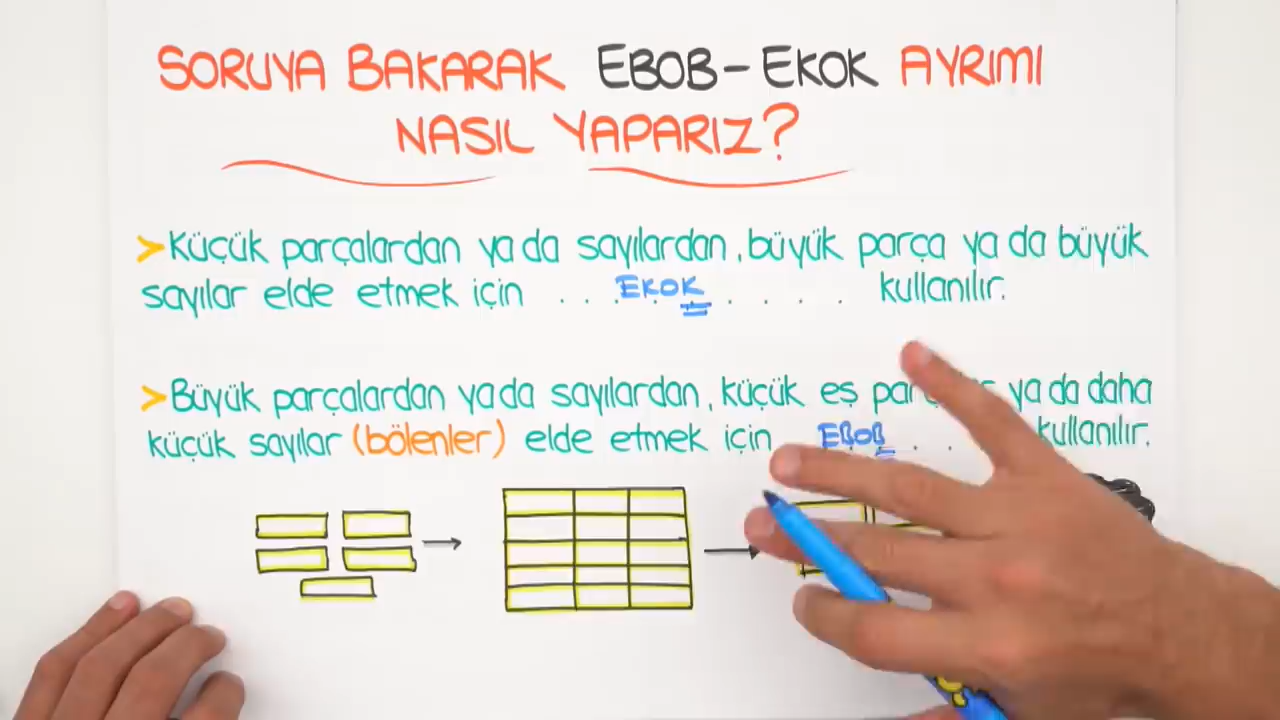 SORUYA BAKARAK EBOB-EKOK AYRIMI
NASIL YAPARIZ?
> Küçük parçalardan ya da sayılardan, büyük parça ya da büyük
sayılar elde etmek için ... EKOK .... kullanılır.
> Büyük parçalardan ya da sayılardan, küçük eş ya da daha
küçük sayılar (bölenler) elde etmek için EBOB .. kullanılır.